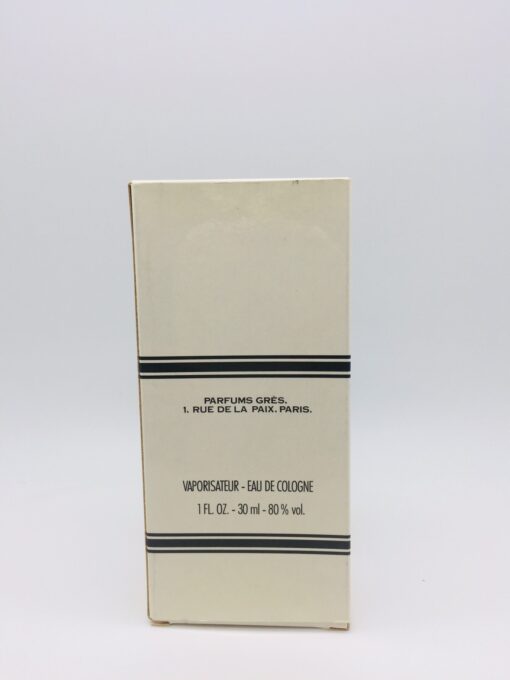 PARFUMS GRÈS.
1. RUE DE LA PAIX. PARIS.
VAPORISATEUR - EAU DE COLOGNE
1 FL. OZ. - 30 ml - 80 % vol.